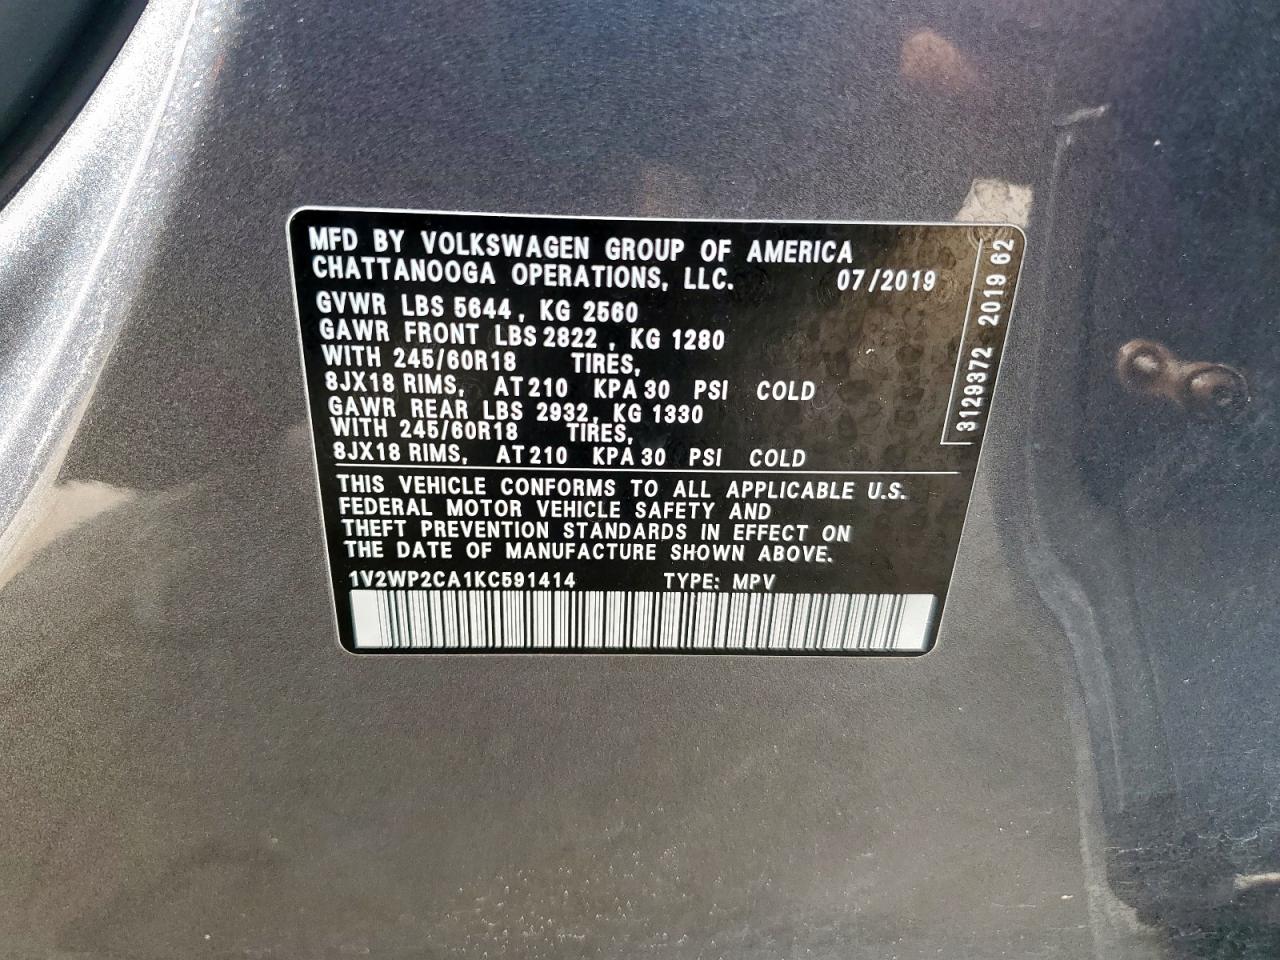 MFD BY VOLKSWAGEN GROUP OF AMERICA
CHATTANOOGA OPERATIONS, LLC. 07/2019
GVWR LBS 5644, KG 2560
GAWR FRONT LBS 2822, KG 1280
WITH 245/60R18 TIRES,
8JX18 RIMS, AT 210 KPA 30 PSI COLD
GAWR REAR LBS 2932, KG 1330
WITH 245/60R18 TIRES,
8JX18 RIMS, AT 210 KPA 30 PSI COLD
THIS VEHICLE CONFORMS TO ALL APPLICABLE U.S.
FEDERAL MOTOR VEHICLE SAFETY AND
THEFT PREVENTION STANDARDS IN EFFECT ON
THE DATE OF MANUFACTURE SHOWN ABOVE.
1V2WP2CA1KC591414 TYPE: MPV
3129372 2019 62